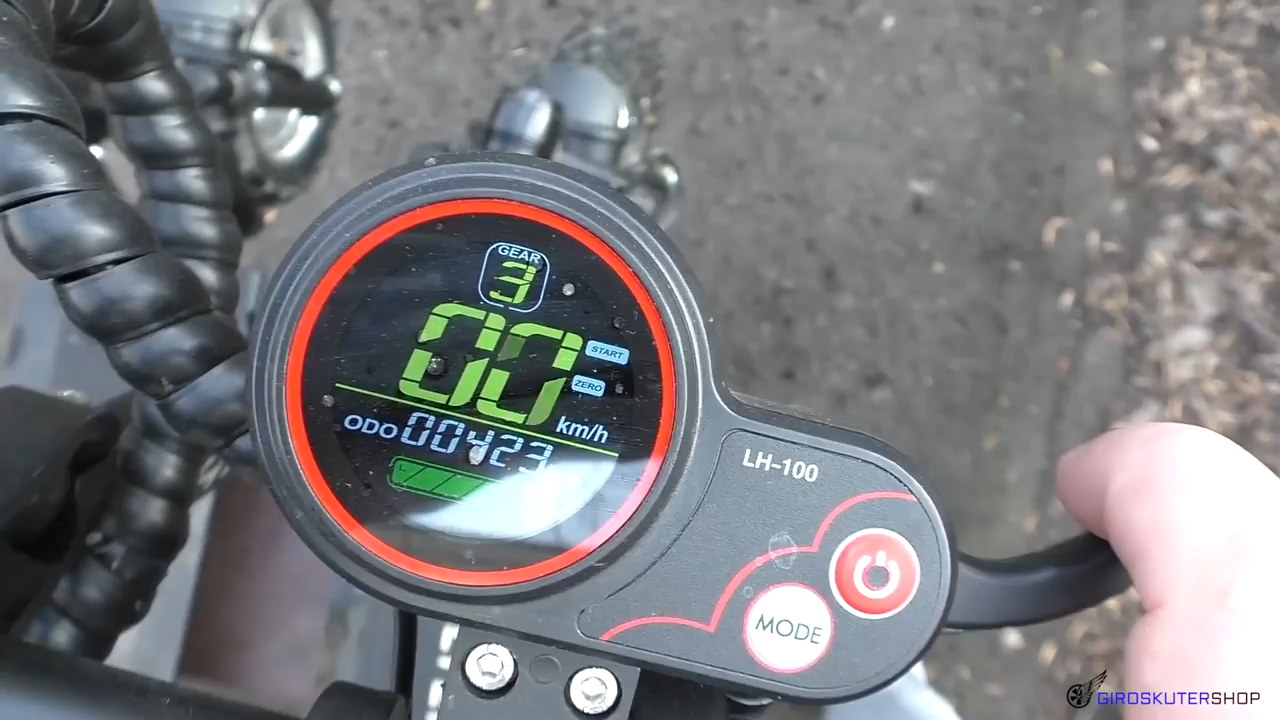 GEAR
3
00
START
ZERO
km/h
ODO 00423
LH-100
MODE
GIROSKUTERSHOP